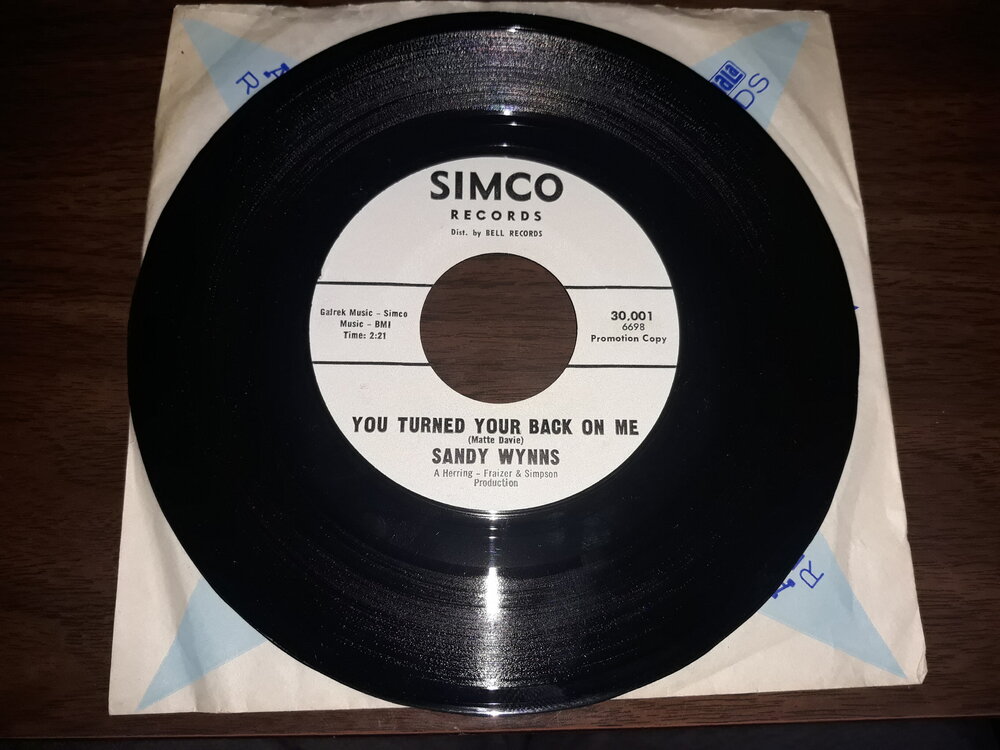 SIMCO
RECORDS
Dist. by BELL RECORDS
Galrek Music - Simco
Music - BMI
Time: 2:21
30,001
6698
Promotion Copy
YOU TURNED YOUR BACK ON ME
(Matte Davie)
SANDY WYNNS
A Herring - Fraizer & Simpson
Production